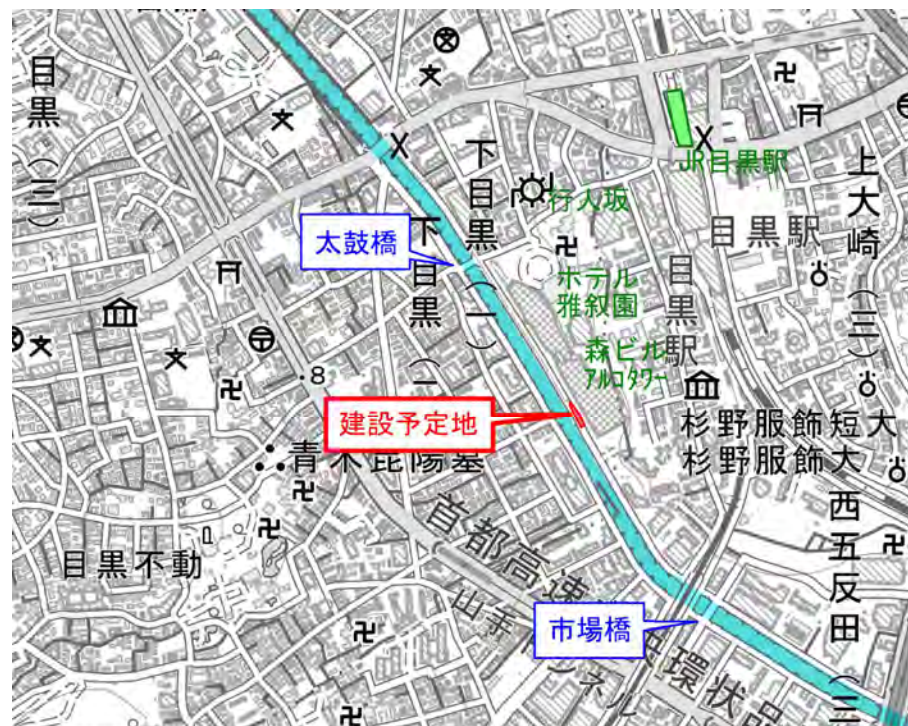 目黒(三)
下目黒(一)
下目黒(一
太鼓橋
行人坂
JR目黒駅
目黒駅
目黒駅
上大崎(三)
ホテル
雅叙園
森ビル
アルコタワー
8
建設予定地
青木昆陽墓
杉野服飾短大
杉野服飾大
目黒不動
首都高速
環状品
山手トンネル
市場橋
西五反田(三